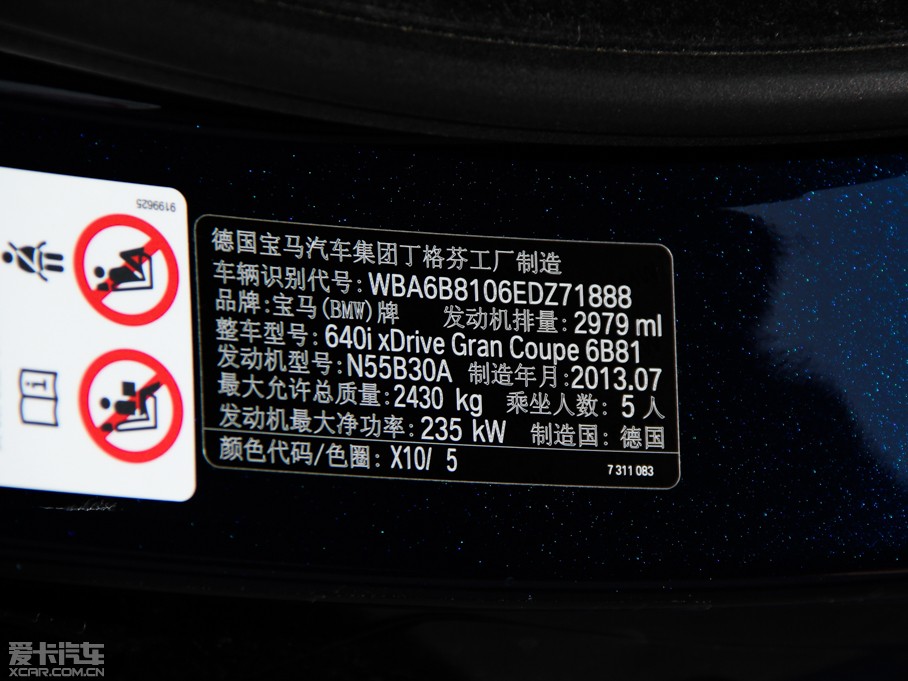 9199625
德国宝马汽车集团丁格芬工厂制造
车辆识别代号: WBA6B8106EDZ71888
品牌: 宝马(BMW)牌 发动机排量: 2979 ml
整车型号: 640i xDrive Gran Coupe 6B81
发动机型号: N55B30A 制造年月: 2013.07
最大允许总质量: 2430 kg 乘坐人数: 5 人
发动机最大净功率: 235 kW 制造国: 德国
颜色代码/色圈: X10/ 5 7 311 083
爱卡汽车
XCAR.COM.CN